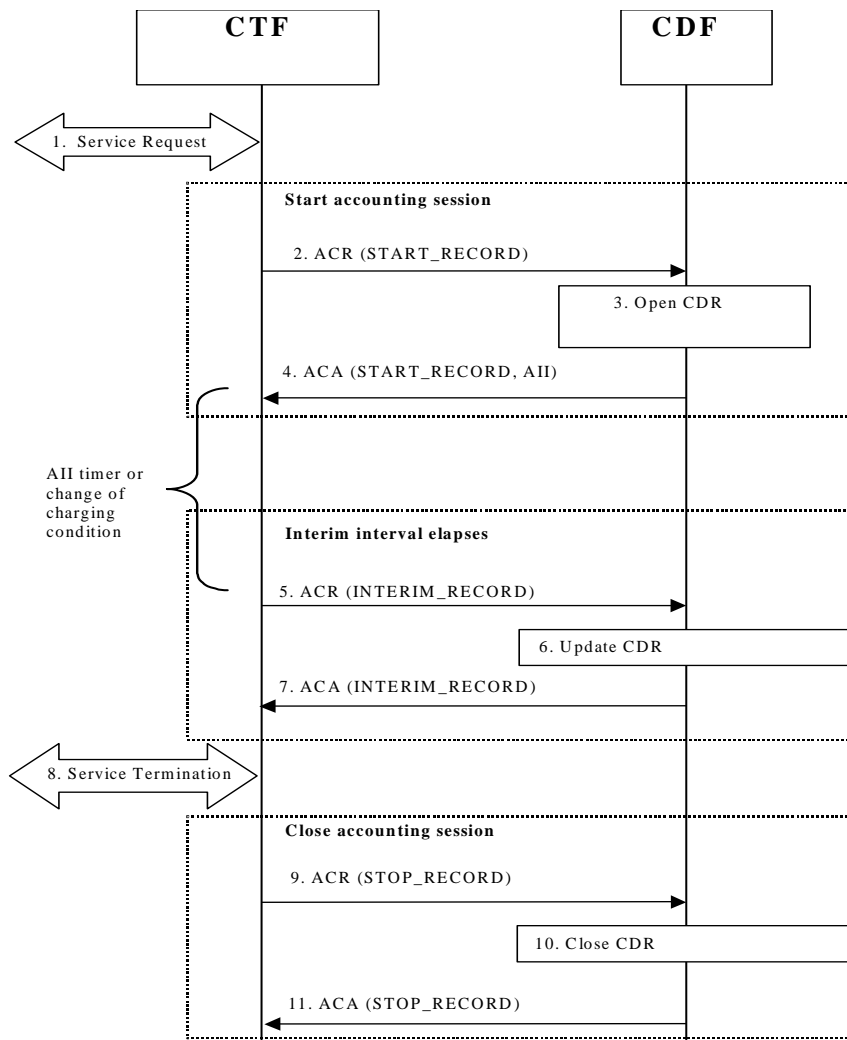 CTF
CDF
1. Service Request
Start accounting session
2. ACR (START_RECORD)
3. Open CDR
4. ACA (START_RECORD, AII)
AII timer or
change of
charging
condition
Interim interval elapses
5. ACR (INTERIM_RECORD)
6. Update CDR
7. ACA (INTERIM_RECORD)
8. Service Termination
Close accounting session
9. ACR (STOP_RECORD)
10. Close CDR
11. ACA (STOP_RECORD)